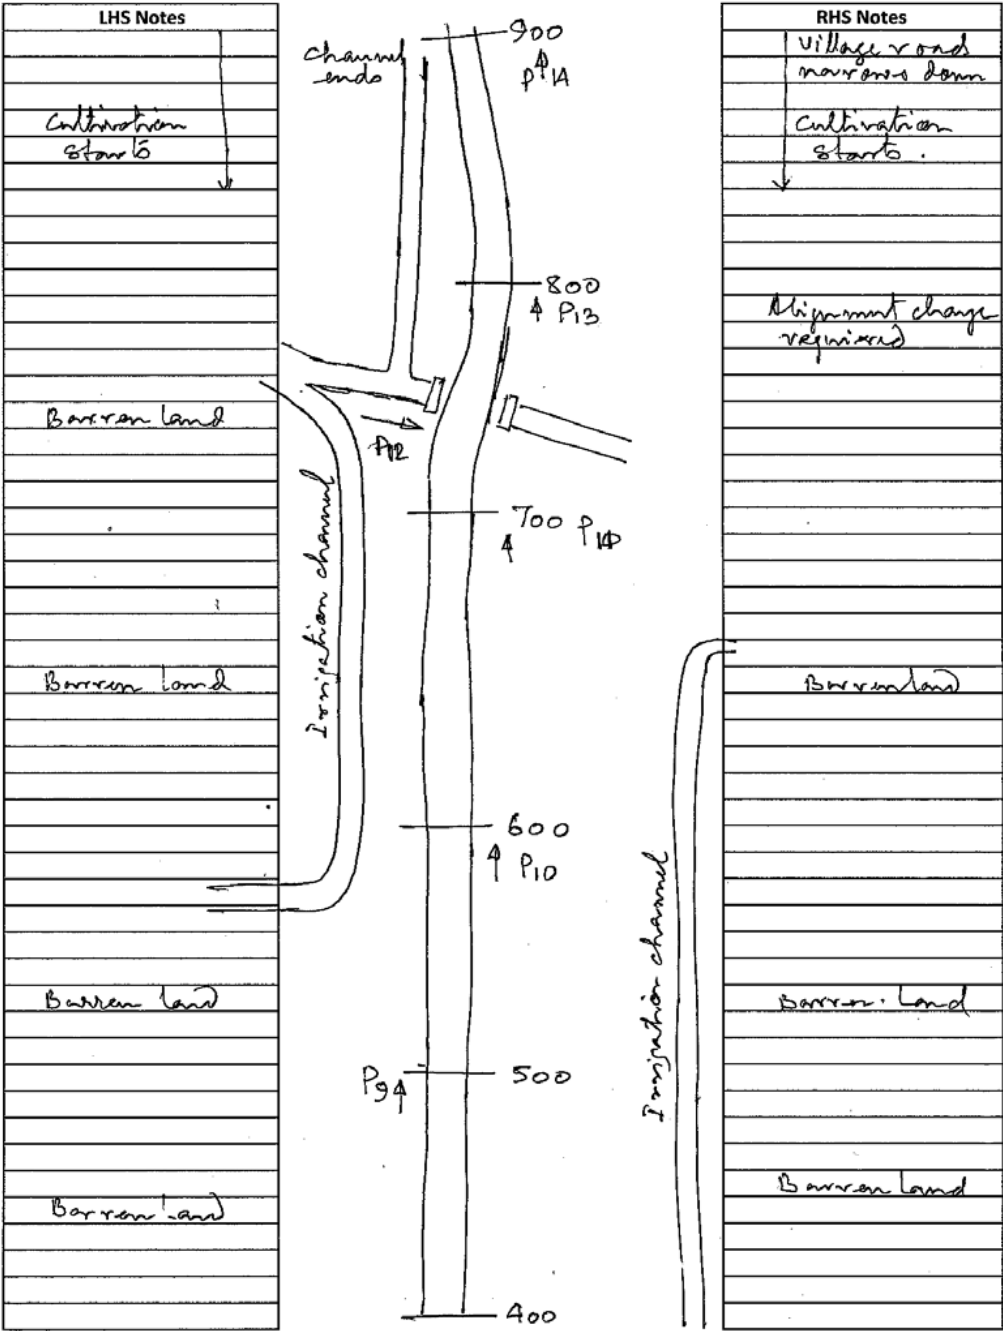 LHS Notes
RHS Notes
Village road
narrows down
900
P14
channel
ends
Cultivation
starts
Cultivation
starts.
800
P13
Alignment change
required
Barren land
P12
Irrigation channel
700
Barren land
Barren land
600
P10
Irrigation channel
Barren land
Barren land
P9
500
Barren land
Barren land
400